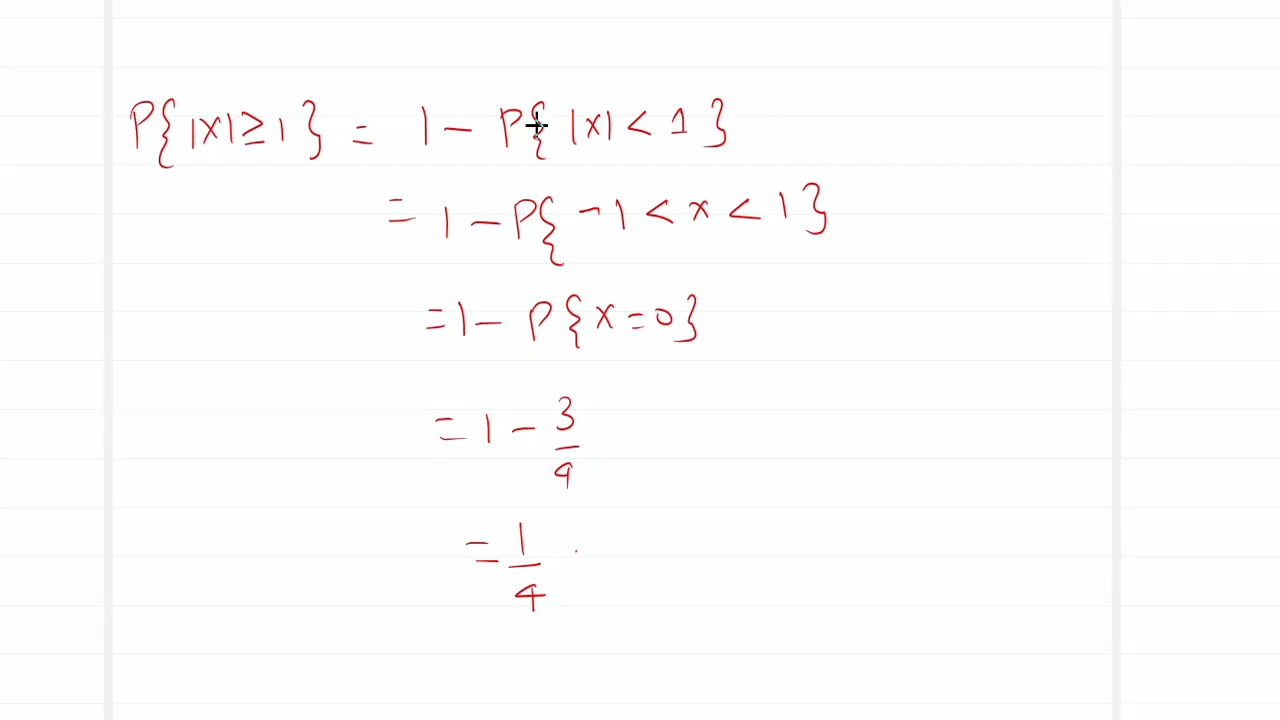 P{|X|≥1} = 1 - P{ |X| < 1 }
= 1 - P{ -1 < x < 1 }
= 1 - P{ X = 0 }
= 1 - 3/4
= 1/4